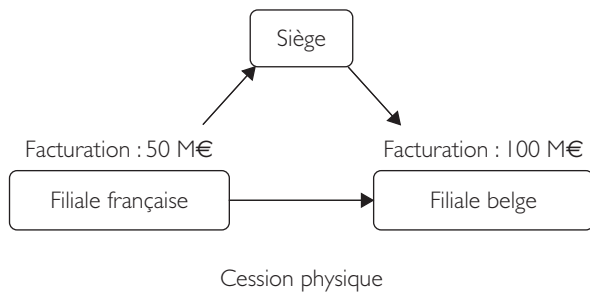 Siège
Facturation : 50 M€
Facturation : 100 M€
Filiale française
Filiale belge
Cession physique